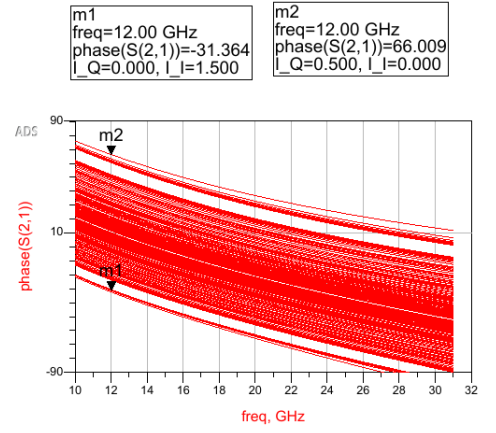 m1
freq=12.00 GHz
phase(S(2,1))=-31.364
I_Q=0.000, I_I=1.500
m2
freq=12.00 GHz
phase(S(2,1))=66.009
I_Q=0.500, I_I=0.000
ADS
90
m2
10
m1
-90
phase(S(2,1))
10 12 14 16 18 20 22 24 26 28 30 32
freq, GHz